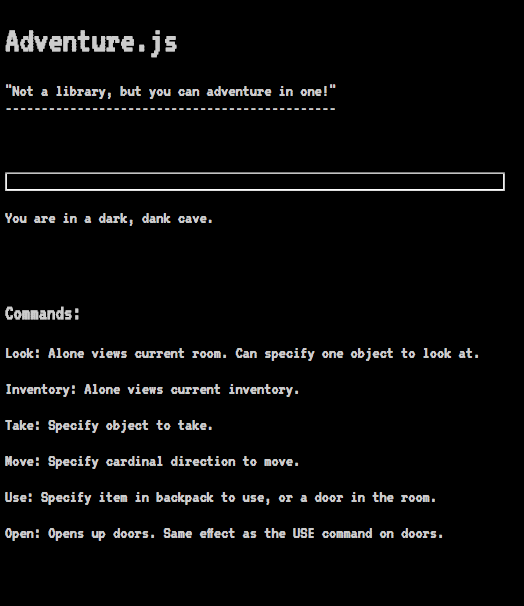 Adventure.js
"Not a library, but you can adventure in one!"
----------------------------------------------
You are in a dark, dank cave.
Commands:
Look: Alone views current room. Can specify one object to look at.
Inventory: Alone views current inventory.
Take: Specify object to take.
Move: Specify cardinal direction to move.
Use: Specify item in backpack to use, or a door in the room.
Open: Opens up doors. Same effect as the USE command on doors.